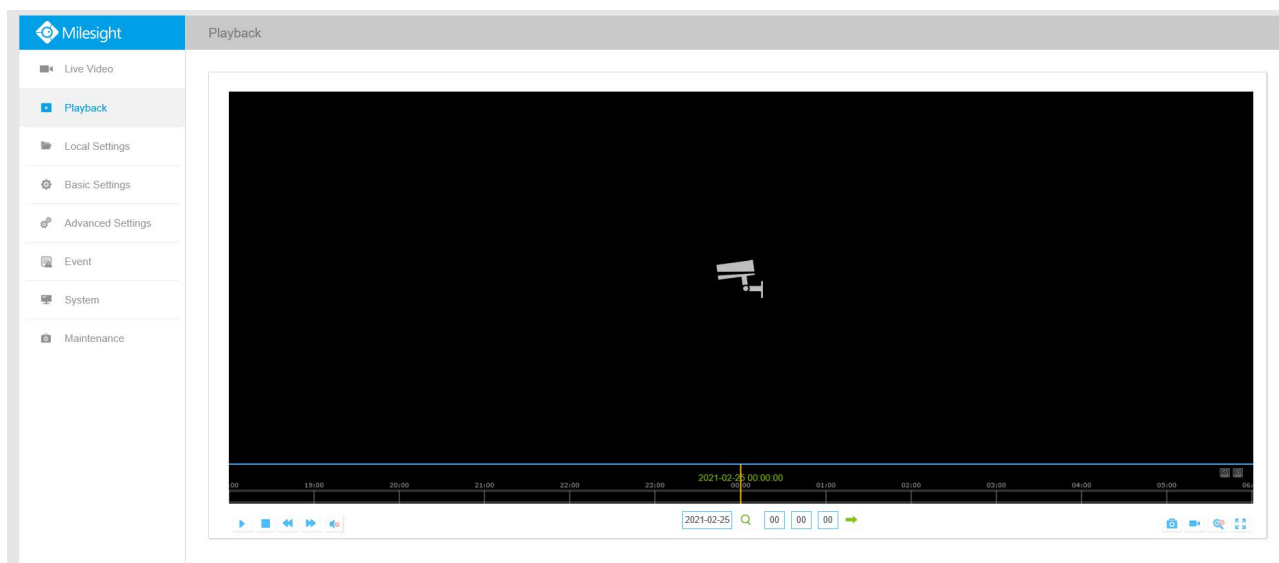 Milesight
Playback
Live Video
Playback
Local Settings
Basic Settings
Advanced Settings
Event
System
Maintenance
2021-02-25 00:00:00
:00 19:00 20:00 21:00 22:00 23:00 00:00 01:00 02:00 03:00 04:00 05:00 06:
2021-02-25 00 00 00